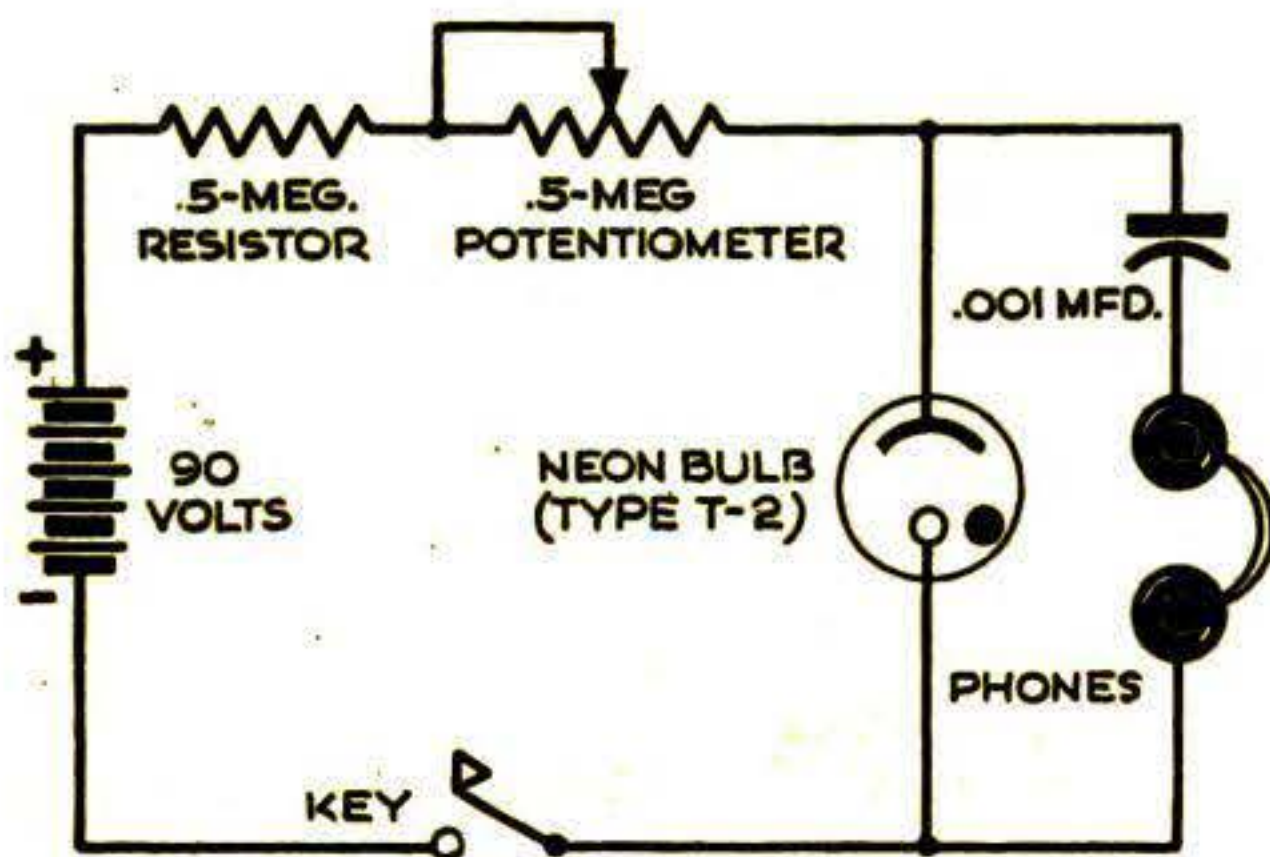 .5-MEG.
RESISTOR
.5-MEG
POTENTIOMETER
.001 MFD.
+
90
VOLTS
-
NEON BULB
(TYPE T-2)
PHONES
KEY